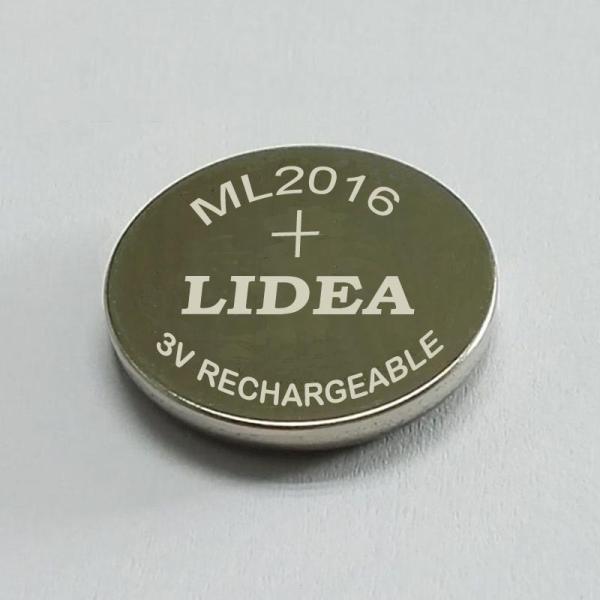 ML2016
+
LIDEA
3V RECHARGEABLE